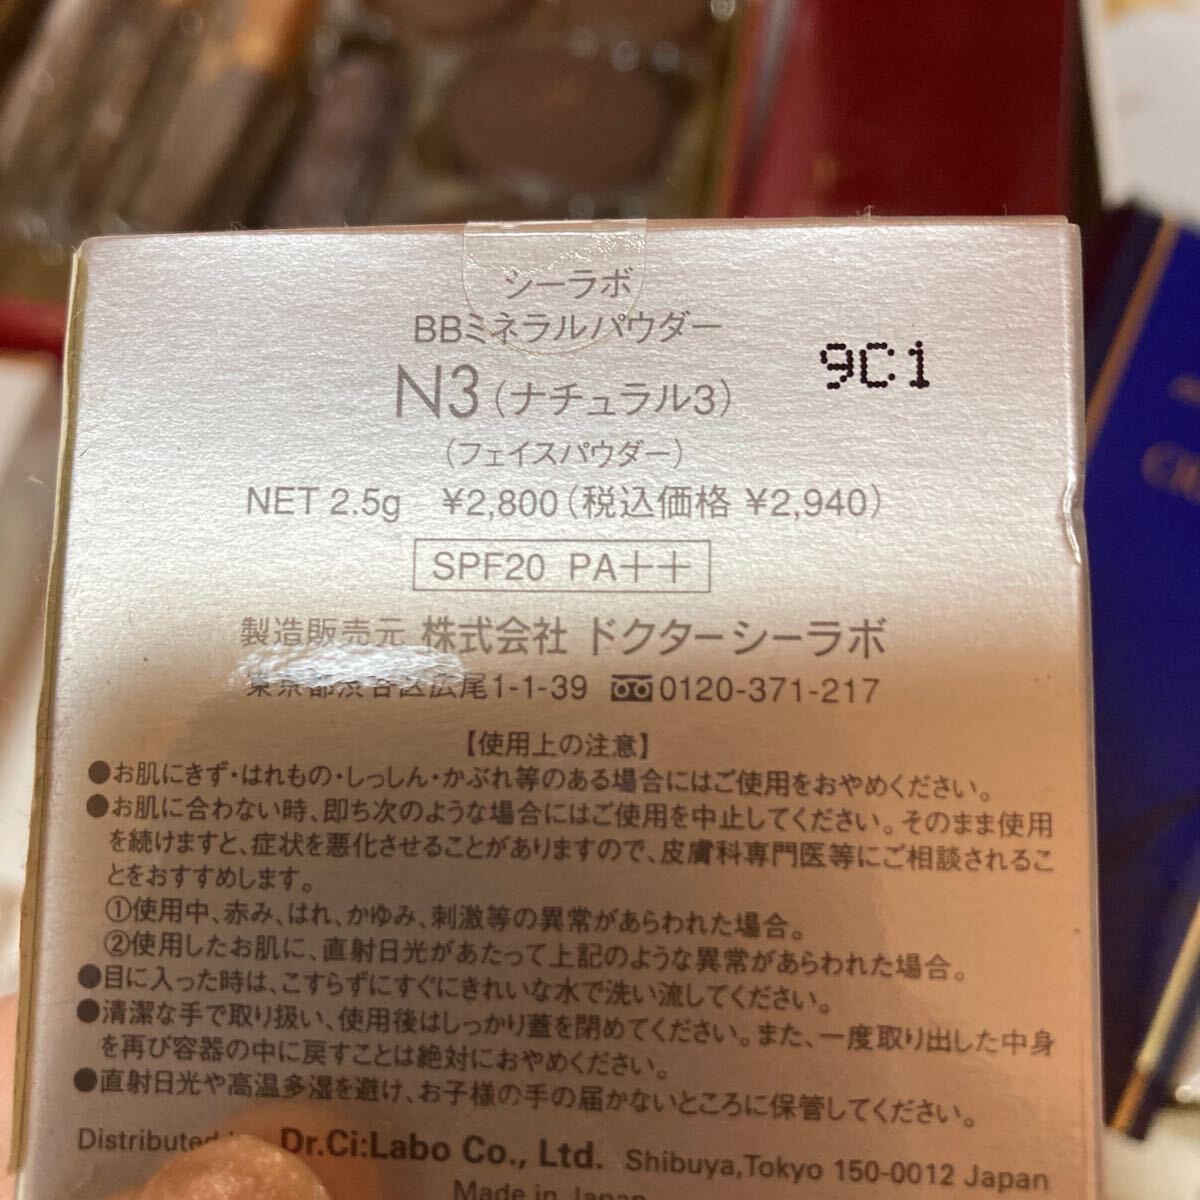 シーラボ
BBミネラルパウダー
N3（ナチュラル3）
9C1
（フェイスパウダー）
NET 2.5g ¥2,800（税込価格 ¥2,940）
SPF20 PA++
製造販売元 株式会社 ドクターシーラボ
東京都渋谷区広尾1-1-39 0120-371-217
【使用上の注意】
●お肌にきず・はれもの・しっしん・かぶれ等のある場合にはご使用をおやめください。
●お肌に合わない時、即ち次のような場合にはご使用を中止してください。そのまま使用
を続けますと、症状を悪化させることがありますので、皮膚科専門医等にご相談されるこ
とをおすすめします。
①使用中、赤み、はれ、かゆみ、刺激等の異常があらわれた場合。
②使用したお肌に、直射日光があたって上記のような異常があらわれた場合。
●目に入った時は、こすらずにすぐにきれいな水で洗い流してください。
●清潔な手で取り扱い、使用後はしっかり蓋を閉めてください。また、一度取り出した中身
を再び容器の中に戻すことは絶対におやめください。
●直射日光や高温多湿を避け、お子様の手の届かないところに保管してください。
Distributed Dr.Ci:Labo Co., Ltd. Shibuya,Tokyo 150-0012 Japan
Made in Japan